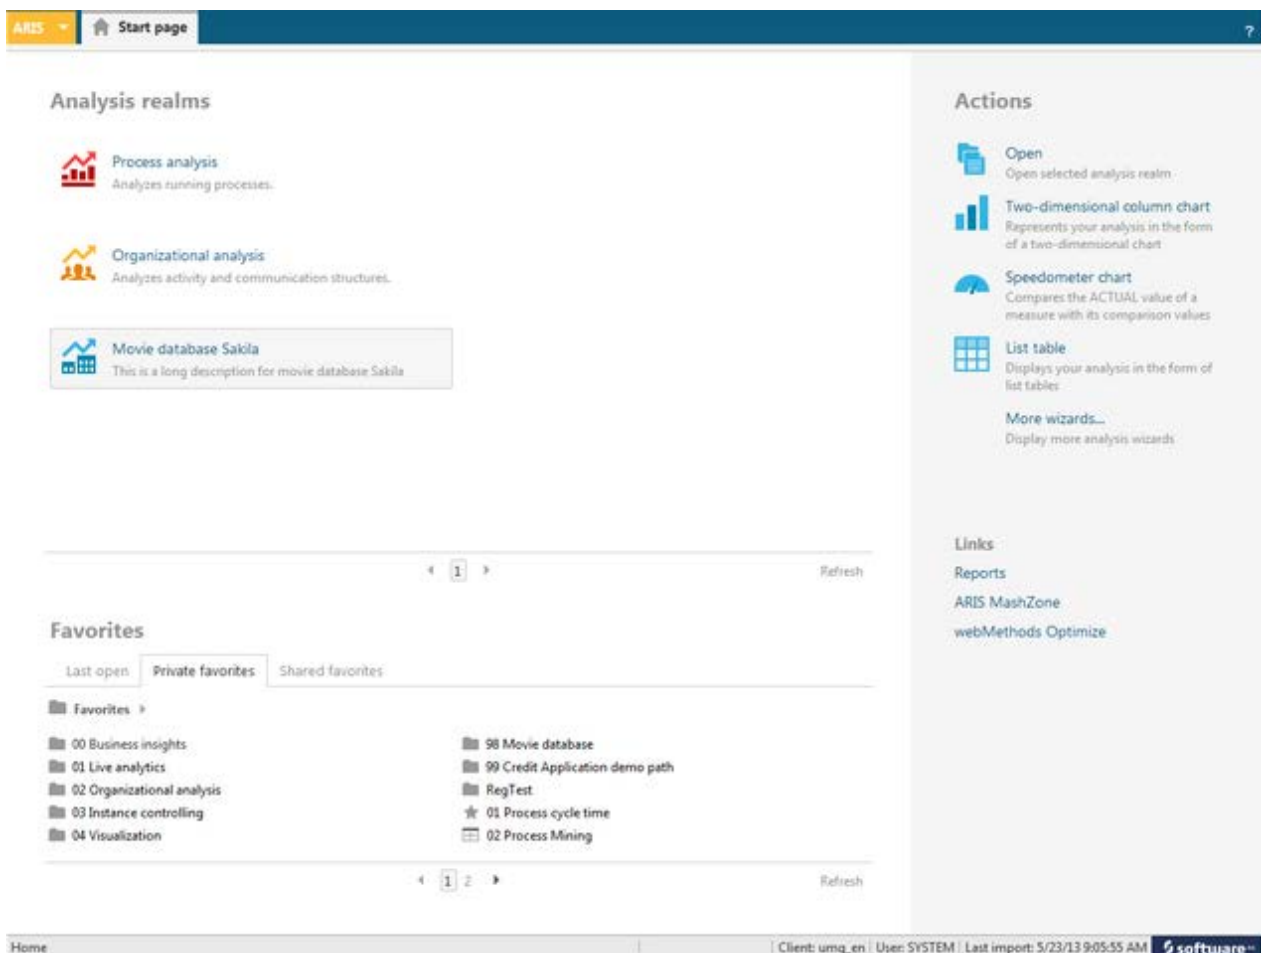 ARIS
Start page
?
Analysis realms
Process analysis
Analyzes running processes.
Organizational analysis
Analyzes activity and communication structures.
Movie database Sakila
This is a long description for movie database Sakila
1
Refresh
Favorites
Last open
Private favorites
Shared favorites
Favorites
00 Business insights
01 Live analytics
02 Organizational analysis
03 Instance controlling
04 Visualization
98 Movie database
99 Credit Application demo path
RegTest
01 Process cycle time
02 Process Mining
1 2
Refresh
Actions
Open
Open selected analysis realm
Two-dimensional column chart
Represents your analysis in the form
of a two-dimensional chart
Speedometer chart
Compares the ACTUAL value of a
measure with its comparison values
List table
Displays your analysis in the form of
list tables
More wizards...
Display more analysis wizards
Links
Reports
ARIS MashZone
webMethods Optimize
Home
Client: umg_en
User: SYSTEM
Last import: 5/23/13 9:05:55 AM
software